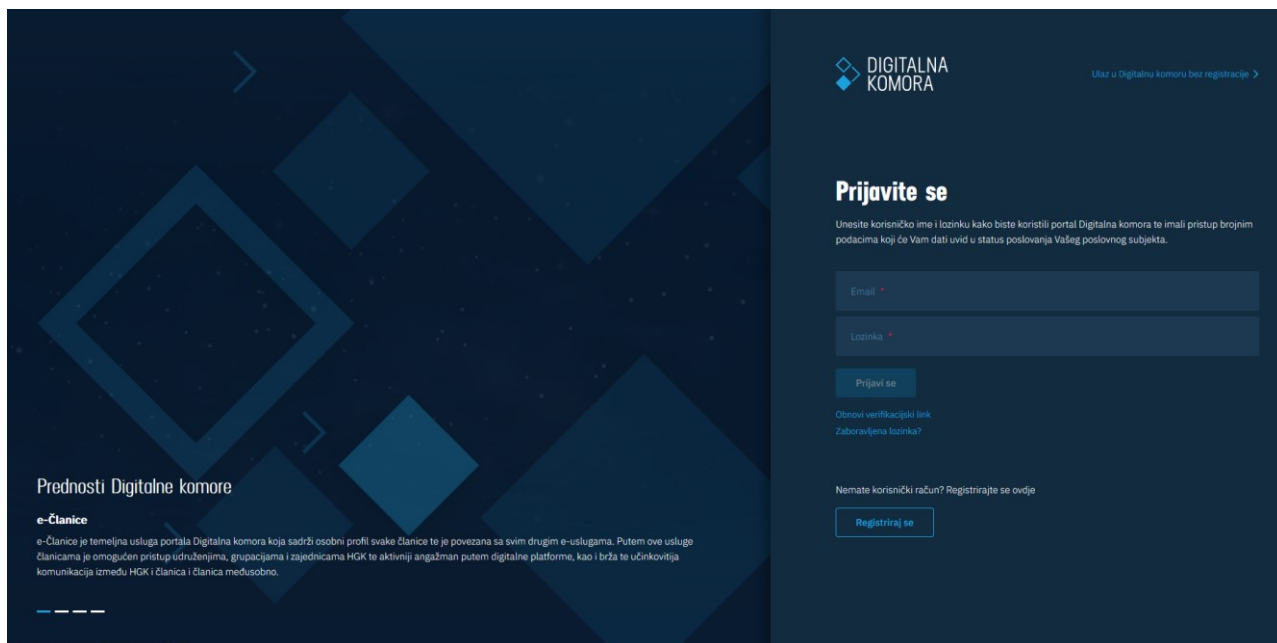 DIGITALNA
KOMORA
Ulaz u Digitalnu komoru bez registracije
Prijavite se
Unesite korisničko ime i lozinku kako biste koristili portal Digitalna komora te imali pristup brojnim
podacima koji će Vam dati uvid u status poslovanja Vašeg poslovnog subjekta.
Email *
Lozinka *
Prijavi se
Obnovi verifikacijski link
Zaboravljena lozinka?
Nemate korisnički račun? Registrirajte se ovdje
Registriraj se
Prednosti Digitalne komore
e-Članice
e-Članice je temeljna usluga portala Digitalna komora koja sadrži osobni profil svake članice te je povezana sa svim drugim e-uslugama. Putem ove usluge
članicama je omogućen pristup udruženjima, grupacijama i zajednicama HGK te aktivniji angažman putem digitalne platforme, kao i brža te učinkovitija
komunikacija između HGK i članica i članica međusobno.